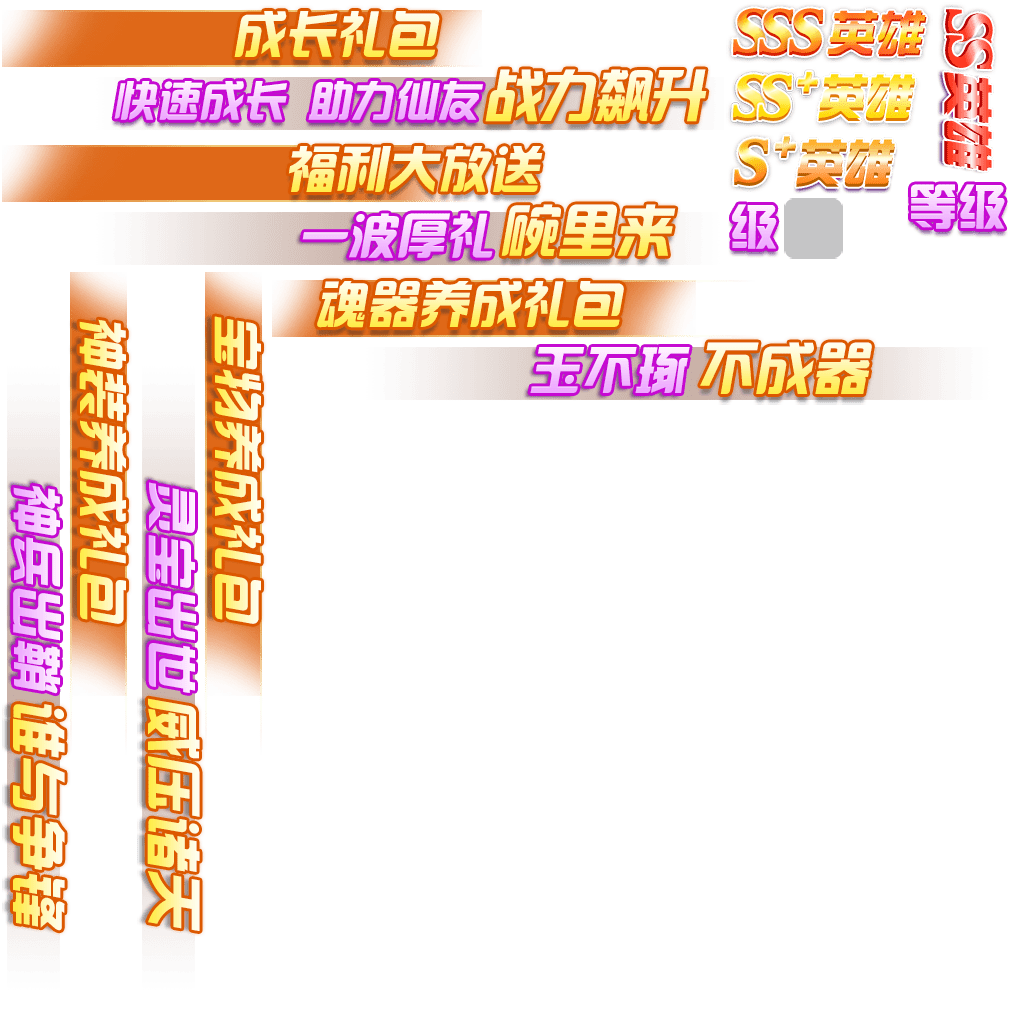 成长礼包
快速成长 助力仙友战力飙升
福利大放送
一波厚礼碗里来
魂器养成礼包
玉不琢 不成器
SSS英雄
SS+英雄
S+英雄
SS英雄
级
等级
神兵出鞘谁与争锋
神装养成礼包
灵宝出世威压诸天
宝物养成礼包